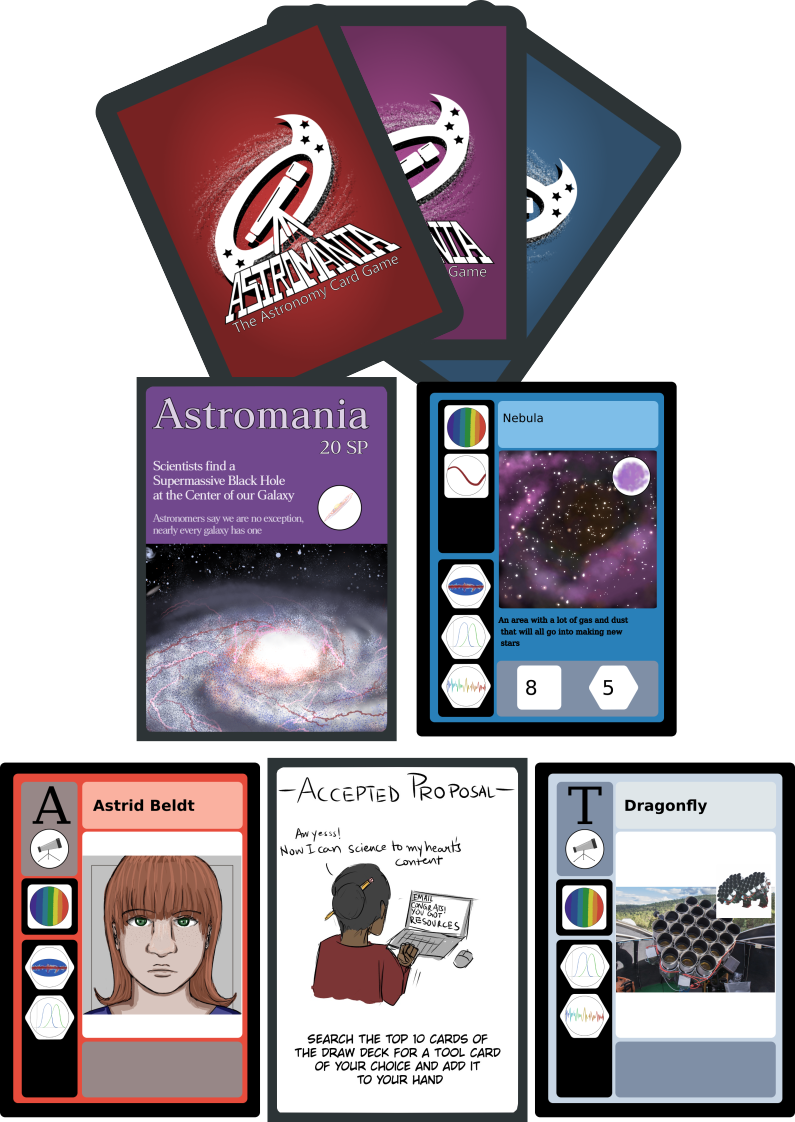 ASTROMANIA
The Astronomy Card Game
NIA
Game
Astromania
20 SP
Scientists find a
Supermassive Black Hole
at the Center of our Galaxy
Astronomers say we are no exception,
nearly every galaxy has one
Nebula
An area with a lot of gas and dust
that will all go into making new
stars
8
5
A
Astrid Beldt
-ACCEPTED PROPOSAL-
Aw yesss!
Now I can science to my heart's
content
EMAIL
CONGRATS!
YOU GOT
RESOURCES
SEARCH THE TOP 10 CARDS OF
THE DRAW DECK FOR A TOOL CARD
OF YOUR CHOICE AND ADD IT
TO YOUR HAND
T
Dragonfly